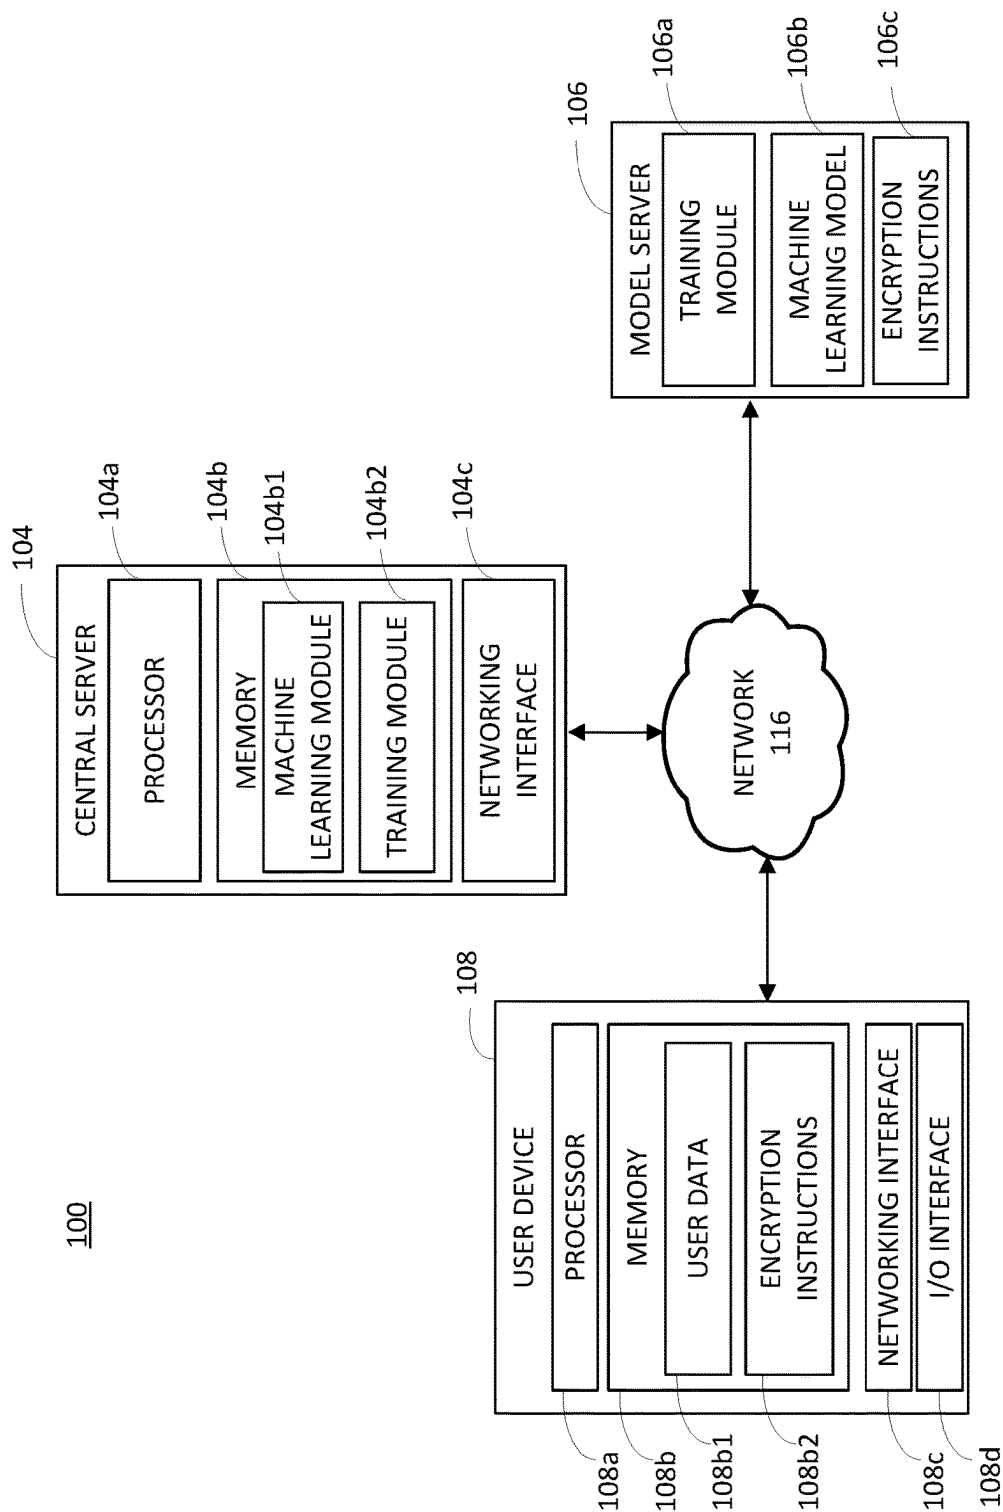 100
USER DEVICE
108
PROCESSOR
108a
MEMORY
108b
USER DATA
108b1
ENCRYPTION
INSTRUCTIONS
108b2
NETWORKING INTERFACE
108c
I/O INTERFACE
108d
CENTRAL SERVER
104
PROCESSOR
104a
MEMORY
104b
MACHINE
LEARNING MODULE
104b1
TRAINING MODULE
104b2
NETWORKING
INTERFACE
104c
NETWORK
116
MODEL SERVER
106
TRAINING
MODULE
106a
MACHINE
LEARNING MODEL
106b
ENCRYPTION
INSTRUCTIONS
106c